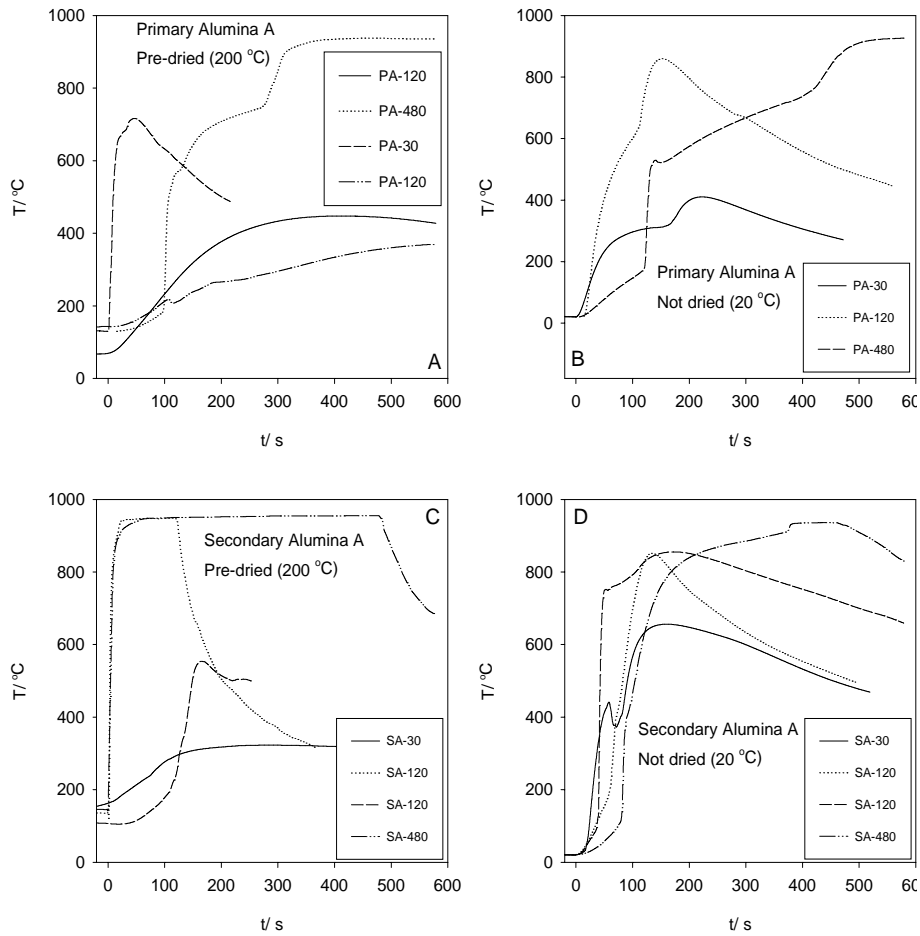 1000
800
600
400
200
0
T/ °C
Primary Alumina A
Pre-dried (200 °C)
PA-120
PA-480
PA-30
PA-120
A
0 100 200 300 400 500 600
t/ s
1000
800
600
400
200
0
T/ °C
Primary Alumina A
Not dried (20 °C)
PA-30
PA-120
PA-480
B
0 100 200 300 400 500
t/ s
1000
800
600
400
200
0
T/ °C
C
Secondary Alumina A
Pre-dried (200 °C)
SA-30
SA-120
SA-120
SA-480
0 100 200 300 400 500 600
t/ s
1000
800
600
400
200
0
T/ °C
D
Secondary Alumina A
Not dried (20 °C)
SA-30
SA-120
SA-120
SA-480
0 100 200 300 400 500
t/ s